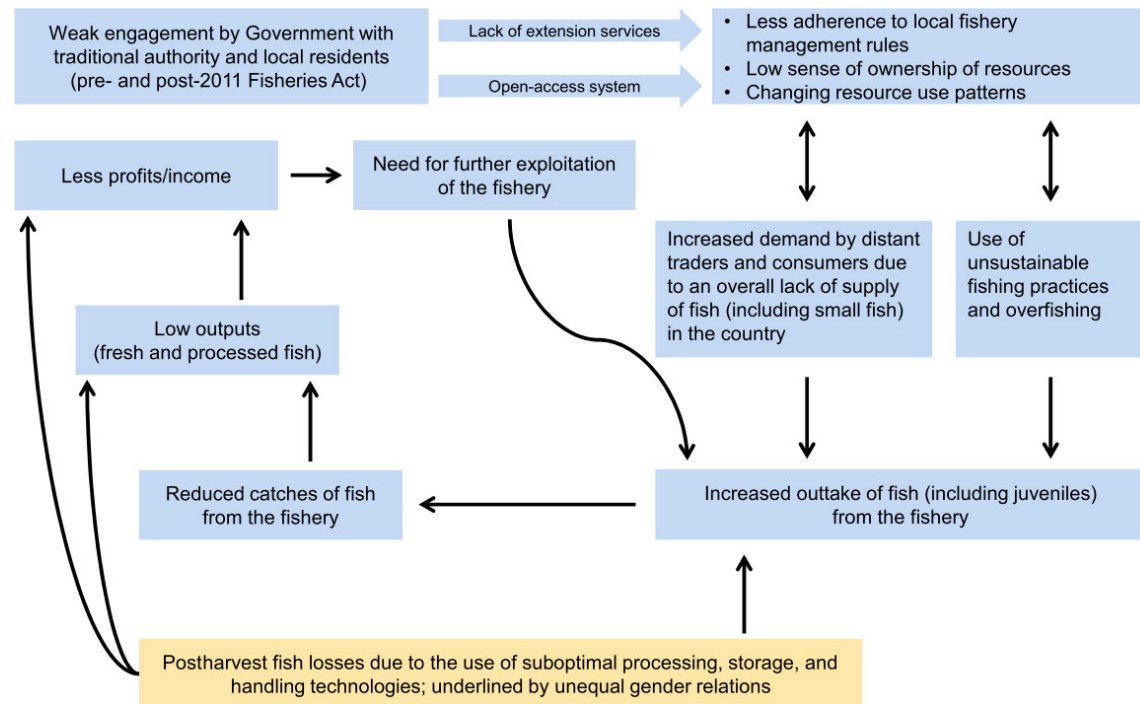 Weak engagement by Government with
traditional authority and local residents
(pre- and post-2011 Fisheries Act)
Lack of extension services
Open-access system
• Less adherence to local fishery
management rules
• Low sense of ownership of resources
• Changing resource use patterns
Less profits/income
Need for further exploitation
of the fishery
Increased demand by distant
traders and consumers due
to an overall lack of supply
of fish (including small fish)
in the country
Use of
unsustainable
fishing practices
and overfishing
Low outputs
(fresh and processed fish)
Reduced catches of fish
from the fishery
Increased outtake of fish (including juveniles)
from the fishery
Postharvest fish losses due to the use of suboptimal processing, storage, and
handling technologies; underlined by unequal gender relations